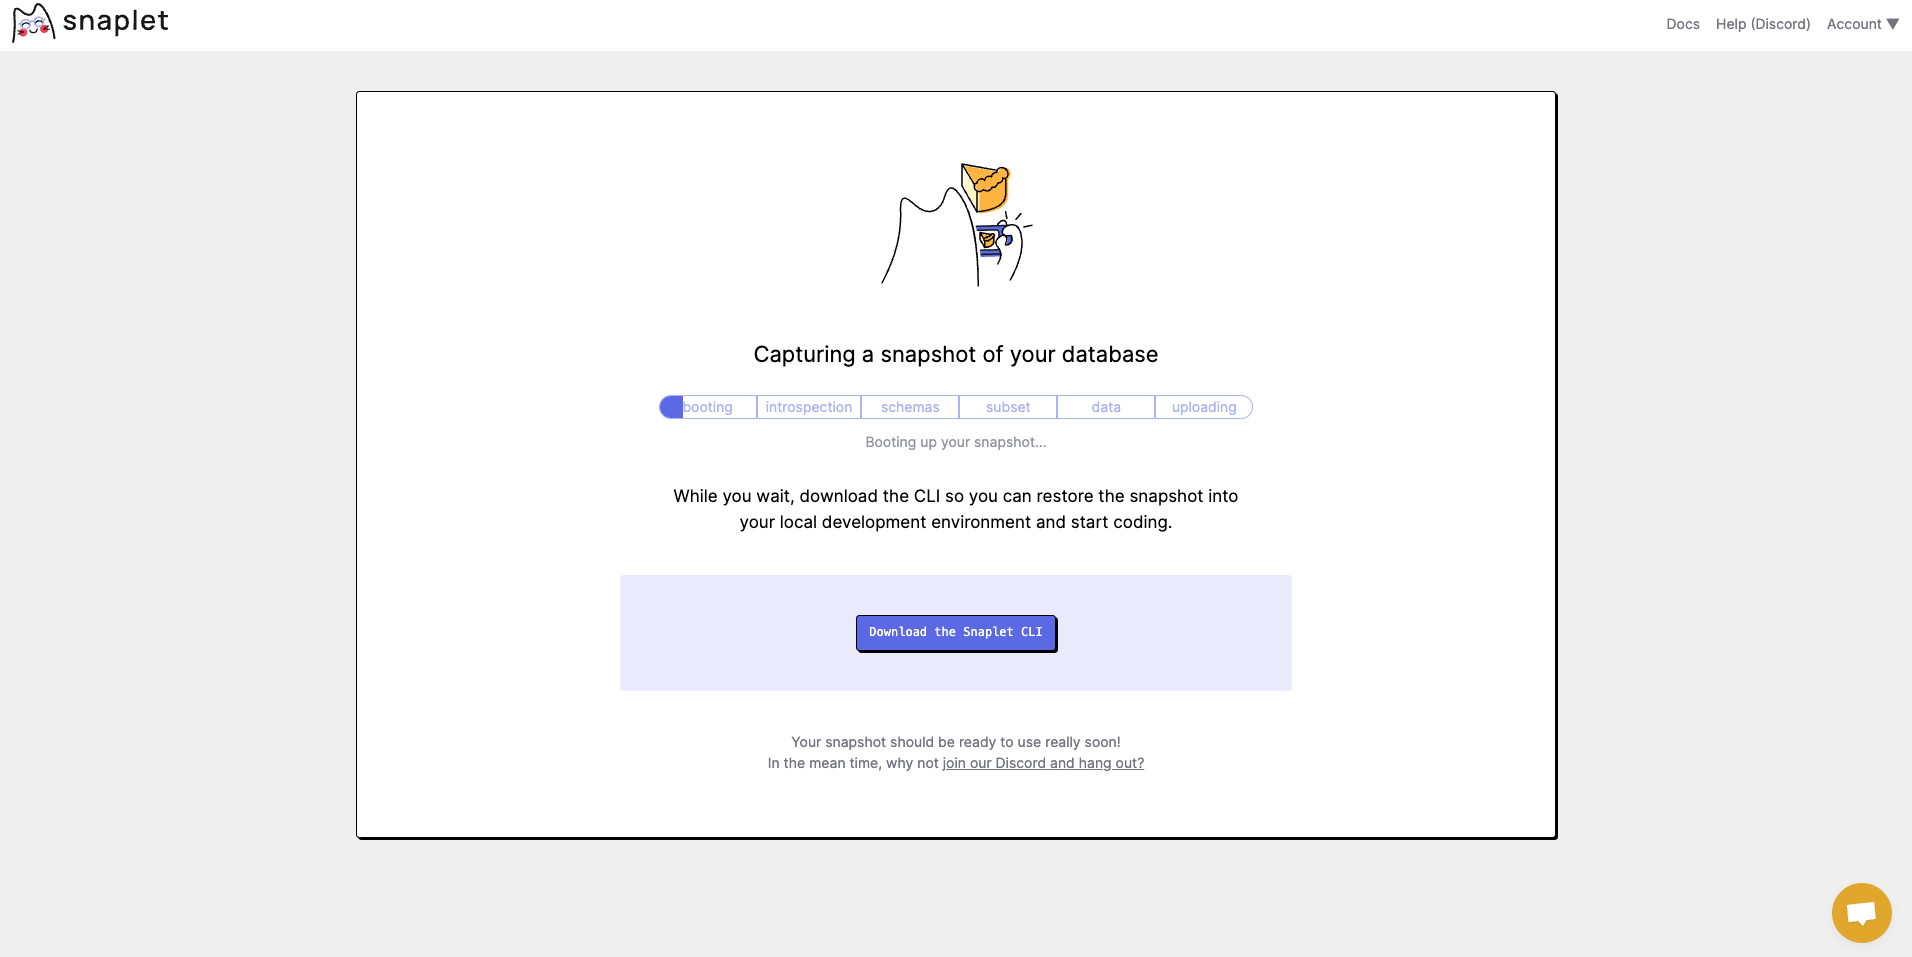 snaplet
Docs Help (Discord) Account ▼
Capturing a snapshot of your database
booting introspection schemas subset data uploading
Booting up your snapshot...
While you wait, download the CLI so you can restore the snapshot into
your local development environment and start coding.
Download the Snaplet CLI
Your snapshot should be ready to use really soon!
In the mean time, why not join our Discord and hang out?